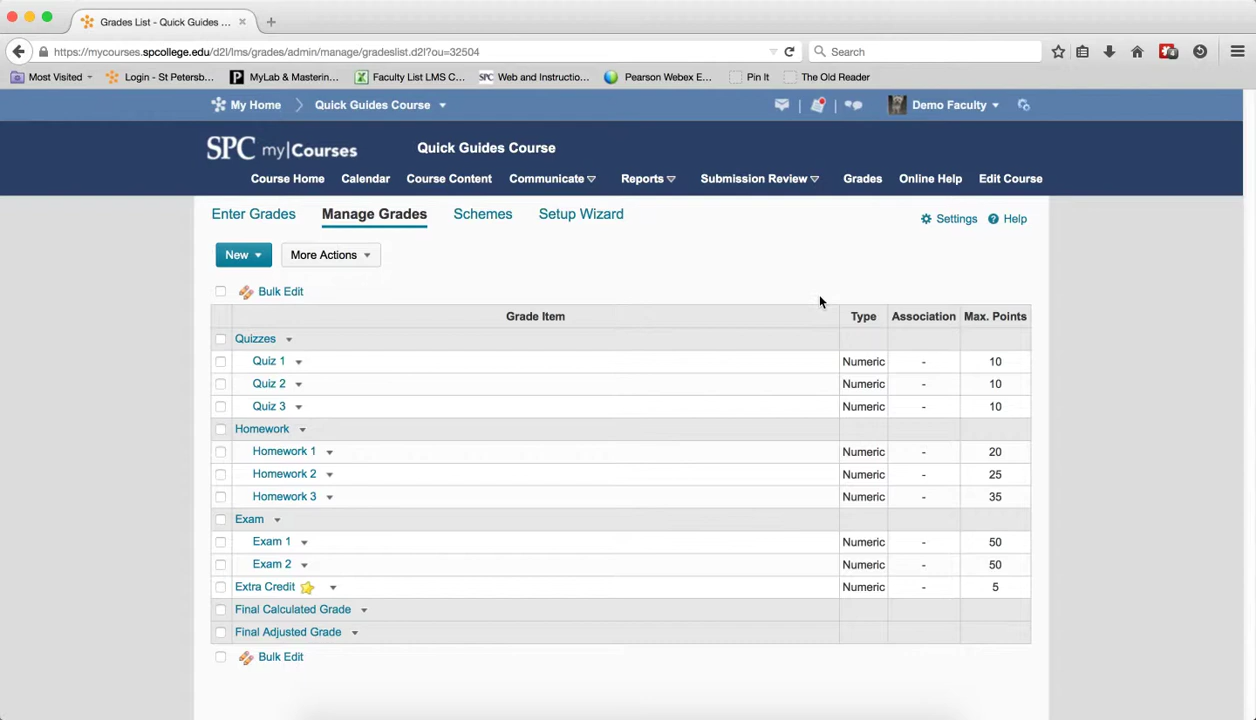 Grades List - Quick Guides ...
https://mycourses.spcollege.edu/d2l/lms/grades/admin/manage/gradeslist.d2l?ou=32504
Search
Most Visited
Login - St Petersb...
MyLab & Mastering...
Faculty List LMS C...
SPC Web and Instructio...
Pearson Webex E...
Pin It
The Old Reader
My Home
Quick Guides Course
Demo Faculty
SPC my|Courses
Quick Guides Course
Course Home
Calendar
Course Content
Communicate
Reports
Submission Review
Grades
Online Help
Edit Course
Enter Grades
Manage Grades
Schemes
Setup Wizard
Settings
Help
New
More Actions
Bulk Edit
Grade Item Type Association Max. Points
Quizzes
Quiz 1 Numeric - 10
Quiz 2 Numeric - 10
Quiz 3 Numeric - 10
Homework
Homework 1 Numeric - 20
Homework 2 Numeric - 25
Homework 3 Numeric - 35
Exam
Exam 1 Numeric - 50
Exam 2 Numeric - 50
Extra Credit Numeric - 5
Final Calculated Grade
Final Adjusted Grade
Bulk Edit